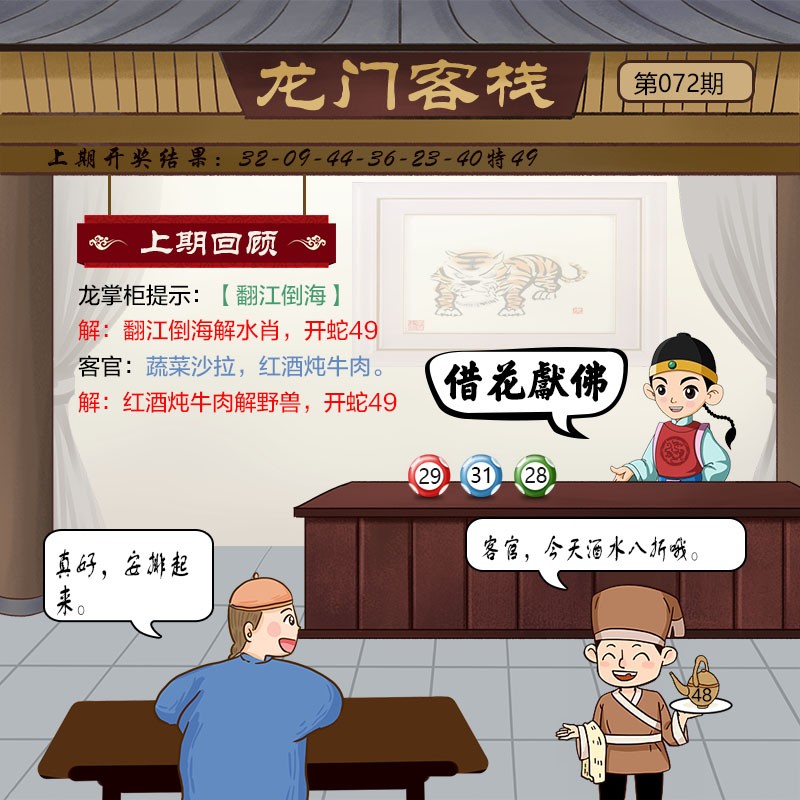 龙门客栈
第072期
上期开奖结果：32-09-44-36-23-40特49
上期回顾
龙掌柜提示：【翻江倒海】
解：翻江倒海解水肖，开蛇49
客官：蔬菜沙拉，红酒炖牛肉。
解：红酒炖牛肉解野兽，开蛇49
借花獻佛
29 31 28
客官，今天酒水八折哦。
真好，安排起
来。
48